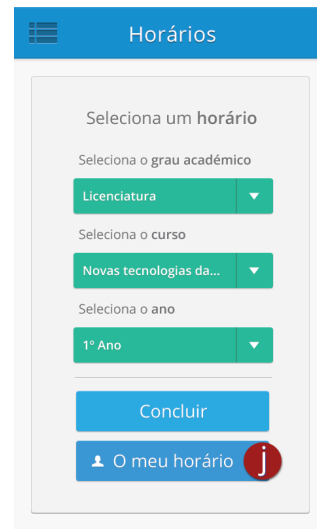 Horários
Seleciona um horário
Seleciona o grau académico
Licenciatura
Seleciona o curso
Novas tecnologias da...
Seleciona o ano
1º Ano
Concluir
O meu horário j